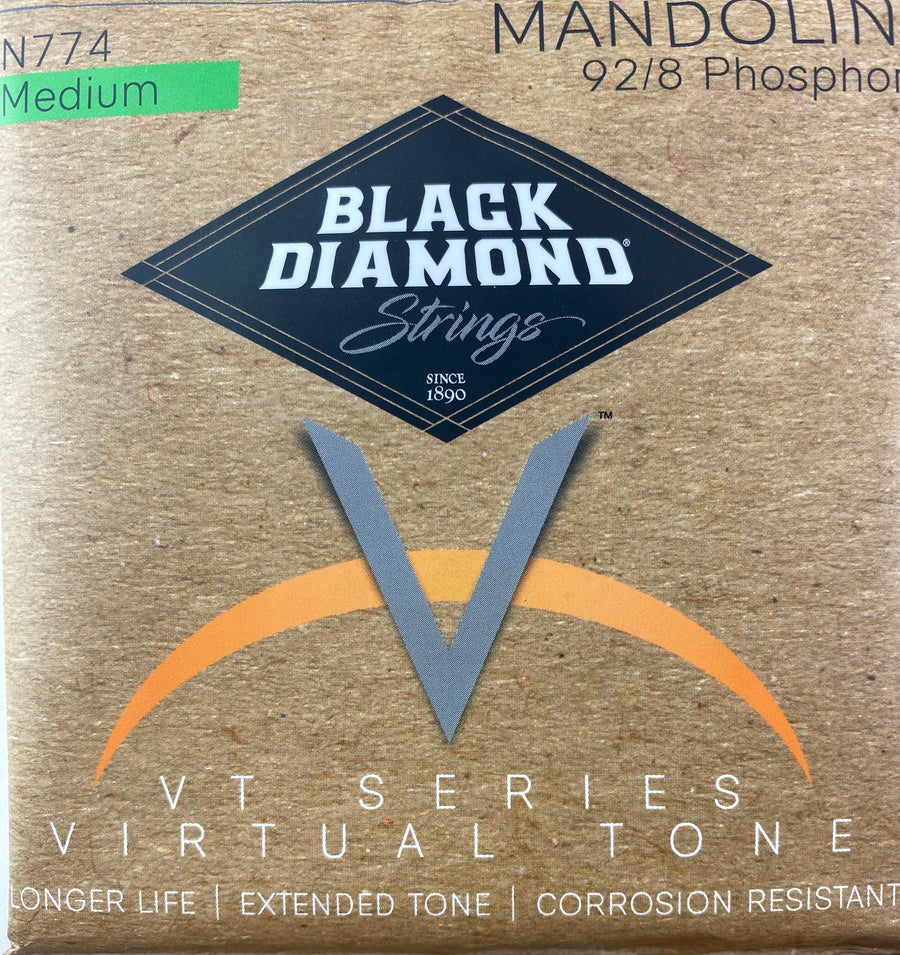 N774
Medium
MANDOLIN
92/8 Phosphor
BLACK
DIAMOND®
Strings
SINCE
1890
V™
VT SERIES
VIRTUAL TONE
LONGER LIFE | EXTENDED TONE | CORROSION RESISTANT